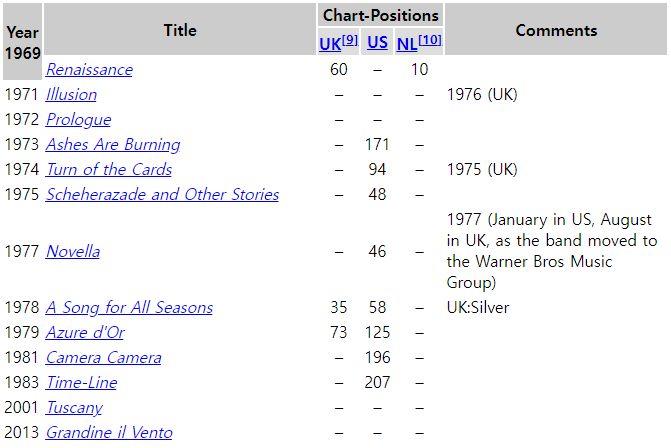 Year 1969 Title Chart-Positions Comments
UK[9] US NL[10]
Renaissance 60 – 10
1971 Illusion – – – 1976 (UK)
1972 Prologue – – –
1973 Ashes Are Burning – 171 –
1974 Turn of the Cards – 94 – 1975 (UK)
1975 Scheherazade and Other Stories – 48 –
1977 Novella – 46 – 1977 (January in US, August
in UK, as the band moved to
the Warner Bros Music
Group)
1978 A Song for All Seasons 35 58 – UK:Silver
1979 Azure d'Or 73 125 –
1981 Camera Camera – 196 –
1983 Time-Line – 207 –
2001 Tuscany – – –
2013 Grandine il Vento – – –